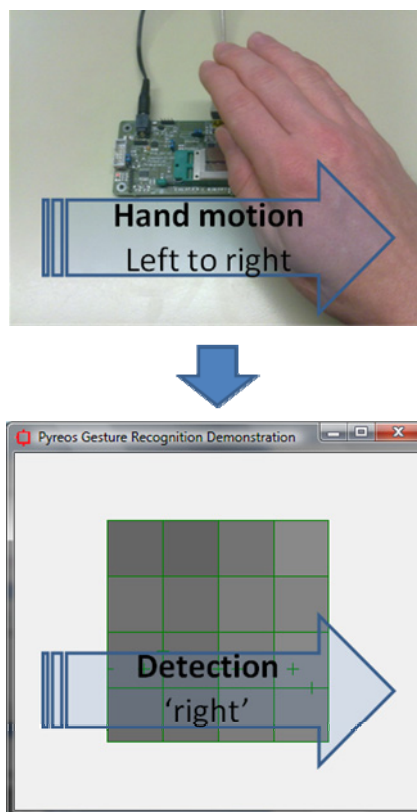 Hand motion
Left to right
Pyreos Gesture Recognition Demonstration
Detection
'right'